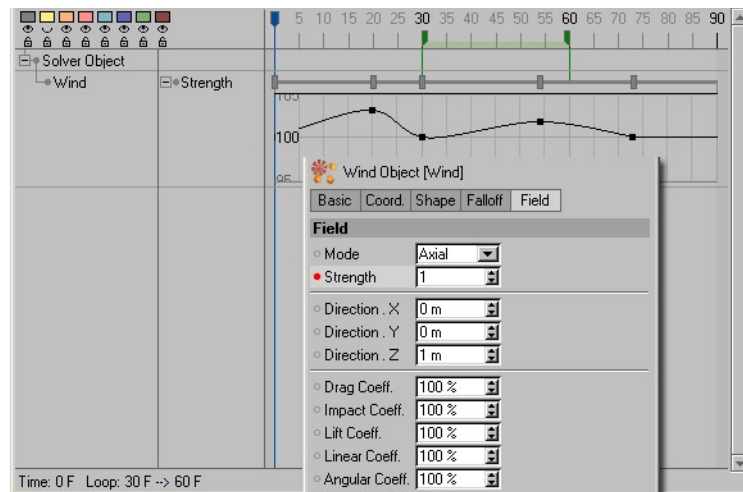 5 10 15 20 25 30 35 40 45 50 55 60 65 70 75 80 85 90
Solver Object
Wind Strength
105
100
95
Wind Object [Wind]
Basic Coord. Shape Falloff Field
Field
Mode Axial
Strength 1
Direction . X 0 m
Direction . Y 0 m
Direction . Z 1 m
Drag Coeff. 100 %
Impact Coeff. 100 %
Lift Coeff. 100 %
Linear Coeff. 100 %
Angular Coeff. 100 %
Time: 0 F Loop: 30 F --> 60 F